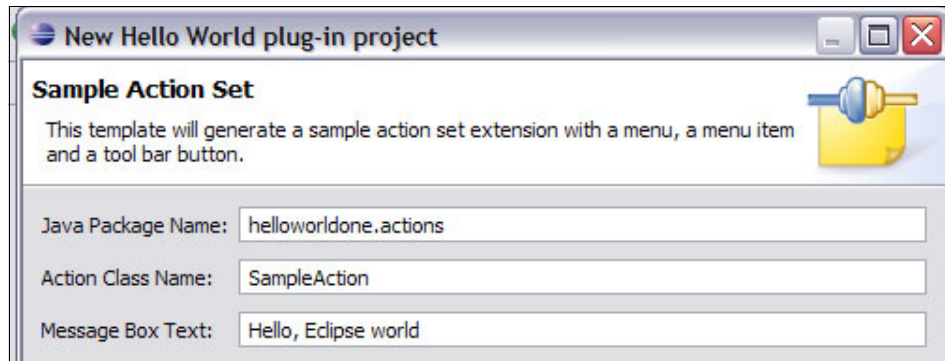 New Hello World plug-in project
Sample Action Set
This template will generate a sample action set extension with a menu, a menu item
and a tool bar button.
Java Package Name: helloworldone.actions
Action Class Name: SampleAction
Message Box Text: Hello, Eclipse world